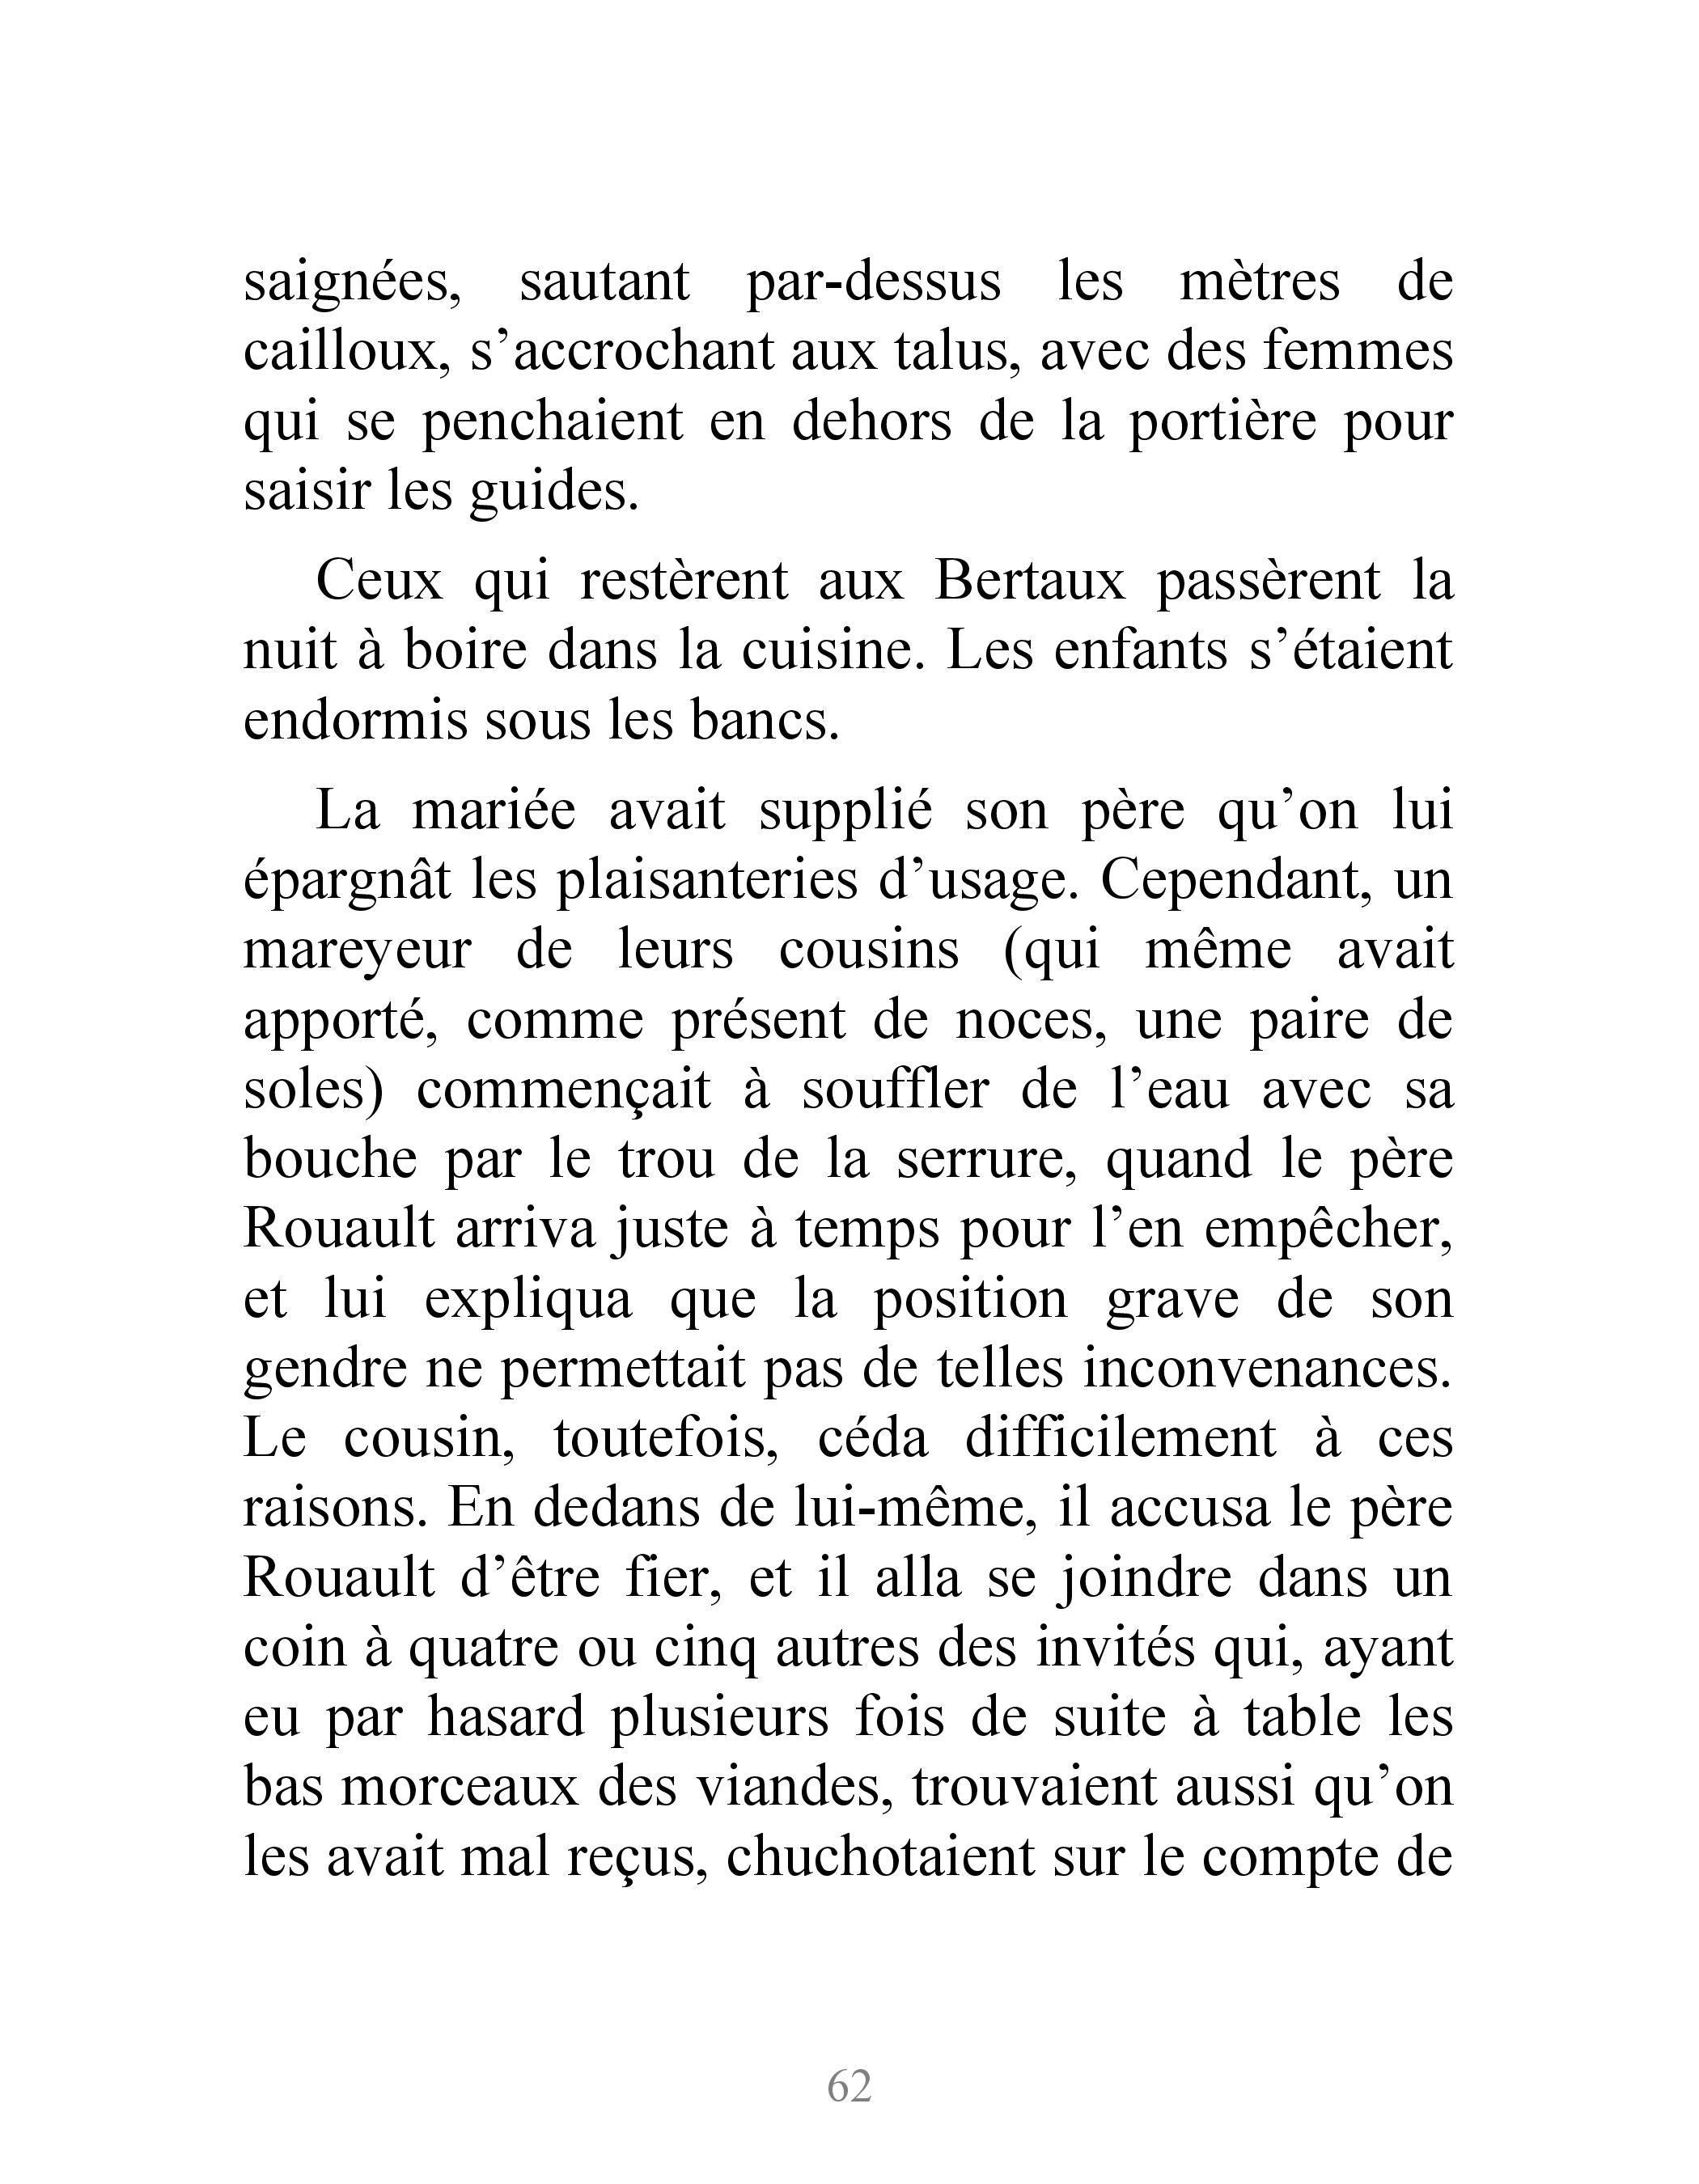 saignées, sautant par-dessus les mètres de
cailloux, s’accrochant aux talus, avec des femmes
qui se penchaient en dehors de la portière pour
saisir les guides.
Ceux qui restèrent aux Bertaux passèrent la
nuit à boire dans la cuisine. Les enfants s’étaient
endormis sous les bancs.
La mariée avait supplié son père qu’on lui
épargnât les plaisanteries d’usage. Cependant, un
mareyeur de leurs cousins (qui même avait
apporté, comme présent de noces, une paire de
soles) commençait à souffler de l’eau avec sa
bouche par le trou de la serrure, quand le père
Rouault arriva juste à temps pour l’en empêcher,
et lui expliqua que la position grave de son
gendre ne permettait pas de telles inconvenances.
Le cousin, toutefois, céda difficilement à ces
raisons. En dedans de lui-même, il accusa le père
Rouault d’être fier, et il alla se joindre dans un
coin à quatre ou cinq autres des invités qui, ayant
eu par hasard plusieurs fois de suite à table les
bas morceaux des viandes, trouvaient aussi qu’on
les avait mal reçus, chuchotaient sur le compte de
62